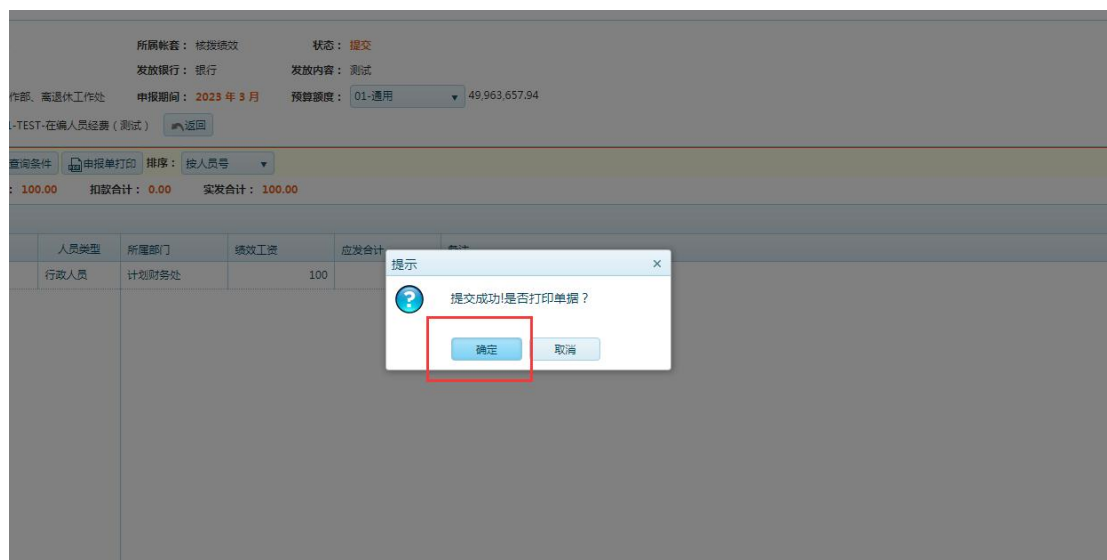 所属帐套： 核拨绩效 状态： 提交
发放银行： 银行 发放内容： 测试
作部、离退休工作处 申报期间： 2023 年 3 月 预算额度： 01-通用 49,963,657.94
-TEST-在编人员经费（测试） 返回
查询条件 申报单打印 排序： 按人员号
： 100.00 扣款合计： 0.00 实发合计： 100.00
人员类型 所属部门 绩效工资 应发合计
行政人员 计划财务处 100
提示
提交成功!是否打印单据？
确定 取消